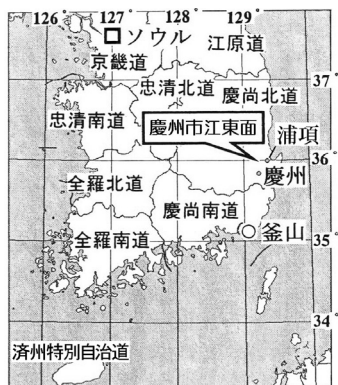 126°
127°
128°
129°
ソウル
江原道
京畿道
37°
忠清北道
慶尚北道
忠清南道
慶州市江東面
浦項
36°
慶州
全羅北道
慶尚南道
釜山
全羅南道
35°
34°
済州特別自治道